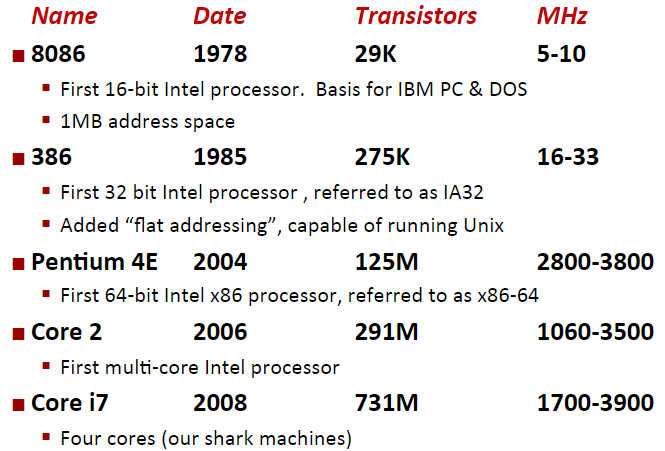 Name Date Transistors MHz
8086 1978 29K 5-10
First 16-bit Intel processor. Basis for IBM PC & DOS
1MB address space
386 1985 275K 16-33
First 32 bit Intel processor , referred to as IA32
Added “flat addressing”, capable of running Unix
Pentium 4E 2004 125M 2800-3800
First 64-bit Intel x86 processor, referred to as x86-64
Core 2 2006 291M 1060-3500
First multi-core Intel processor
Core i7 2008 731M 1700-3900
Four cores (our shark machines)